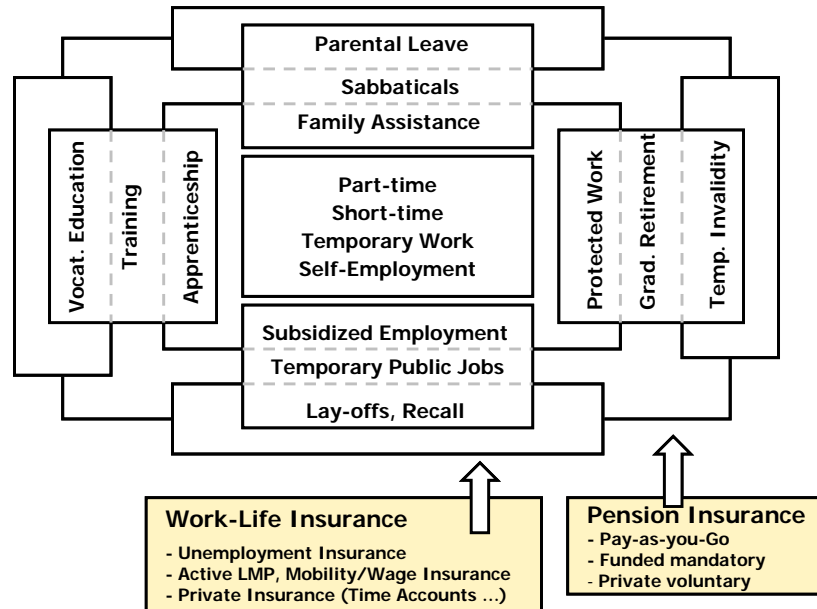 Parental Leave
Sabbaticals
Family Assistance
Vocat. Education
Training
Apprenticeship
Part-time
Short-time
Temporary Work
Self-Employment
Protected Work
Grad. Retirement
Temp. Invalidity
Subsidized Employment
Temporary Public Jobs
Lay-offs, Recall
Work-Life Insurance
- Unemployment Insurance
- Active LMP, Mobility/Wage Insurance
- Private Insurance (Time Accounts ...)
Pension Insurance
- Pay-as-you-Go
- Funded mandatory
- Private voluntary